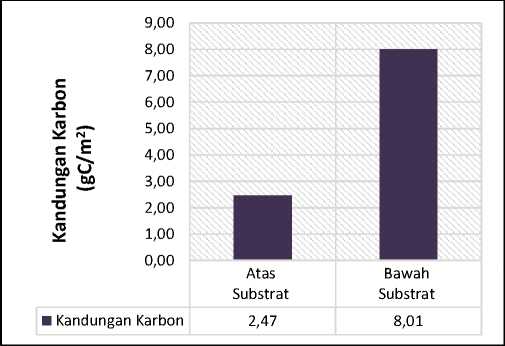 Kandungan Karbon
(gC/m²)
9,00
8,00
7,00
6,00
5,00
4,00
3,00
2,00
1,00
0,00
Atas
Substrat
Bawah
Substrat
Kandungan Karbon 2,47 8,01